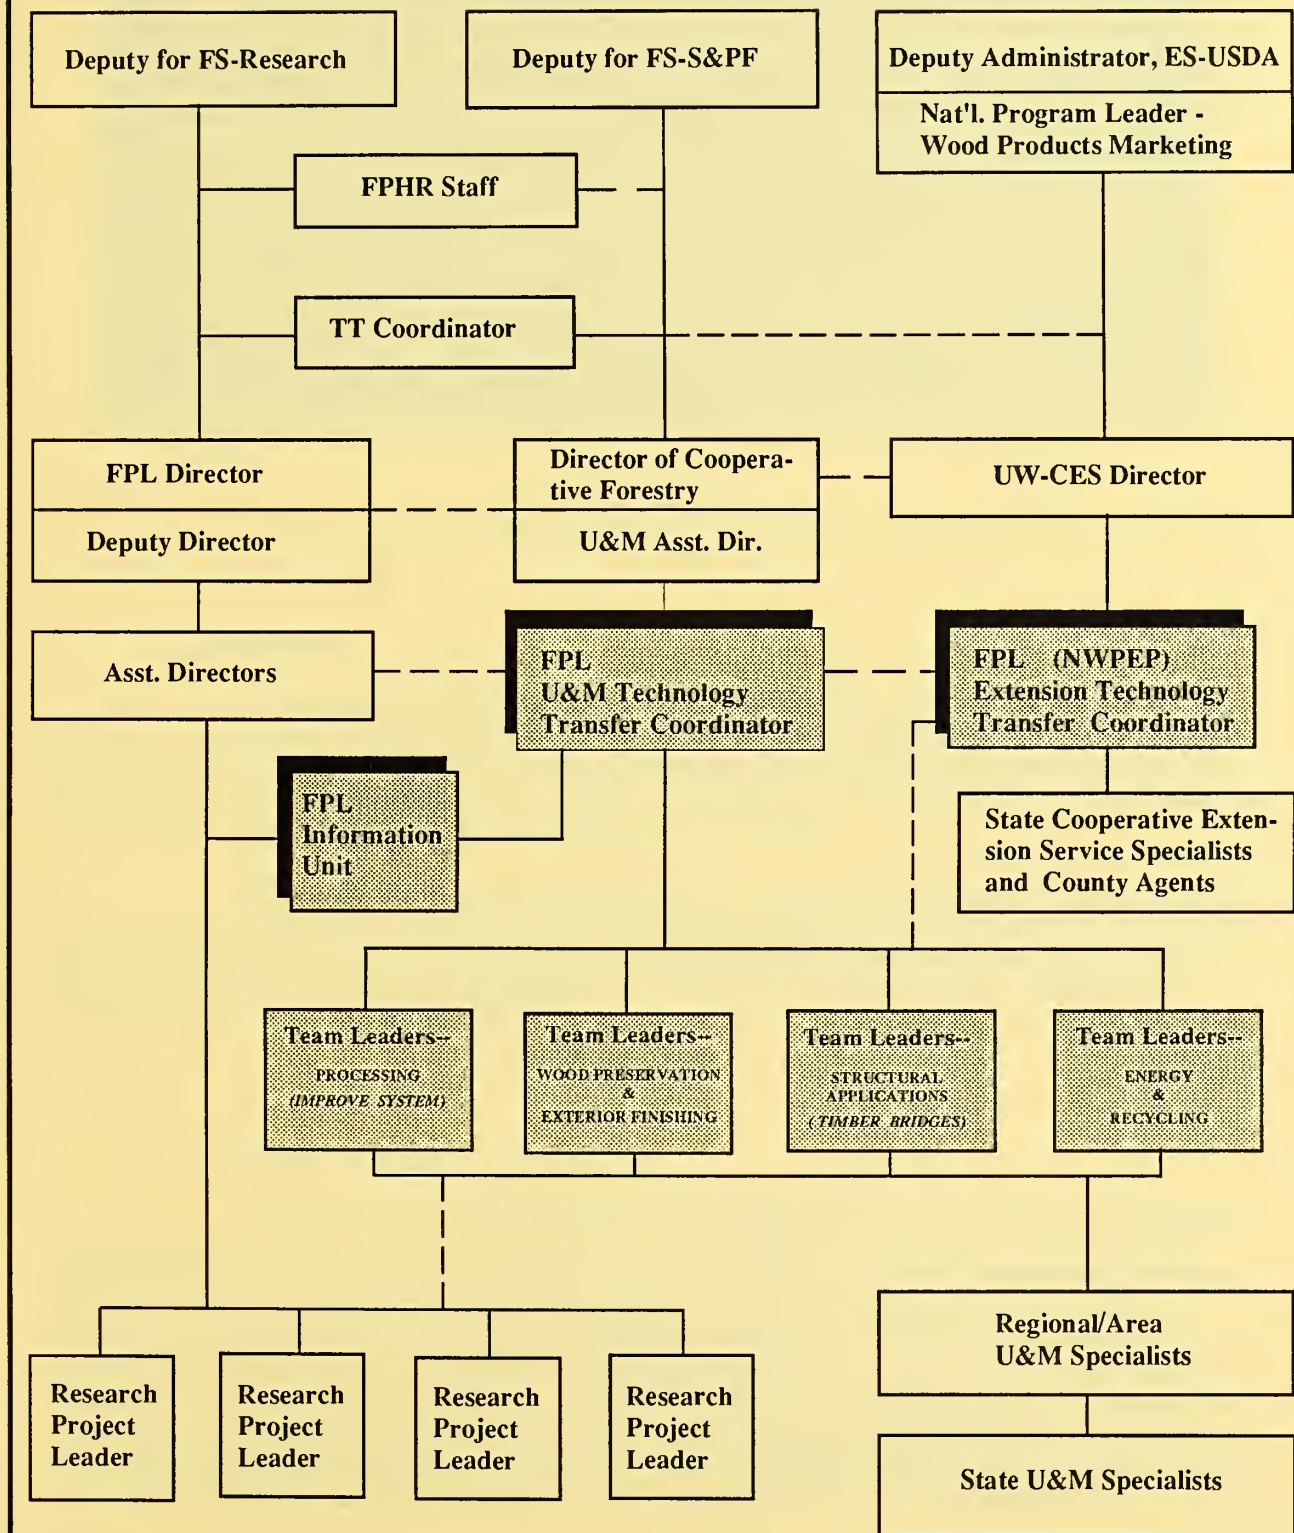 Deputy for FS-Research
Deputy for FS-S&PF
Deputy Administrator, ES-USDA
Nat'l. Program Leader -
Wood Products Marketing
FPHR Staff
TT Coordinator
FPL Director
Deputy Director
Director of Coopera-
tive Forestry
U&M Asst. Dir.
UW-CES Director
Asst. Directors
FPL
U&M Technology
Transfer Coordinator
FPL (NWPEP)
Extension Technology
Transfer Coordinator
FPL
Information
Unit
State Cooperative Exten-
sion Service Specialists
and County Agents
Team Leaders--
PROCESSING
(IMPROVE SYSTEM)
Team Leaders--
WOOD PRESERVATION
&
EXTERIOR FINISHING
Team Leaders--
STRUCTURAL
APPLICATIONS
(TIMBER BRIDGES)
Team Leaders--
ENERGY
&
RECYCLING
Regional/Area
U&M Specialists
Research
Project
Leader
Research
Project
Leader
Research
Project
Leader
Research
Project
Leader
State U&M Specialists